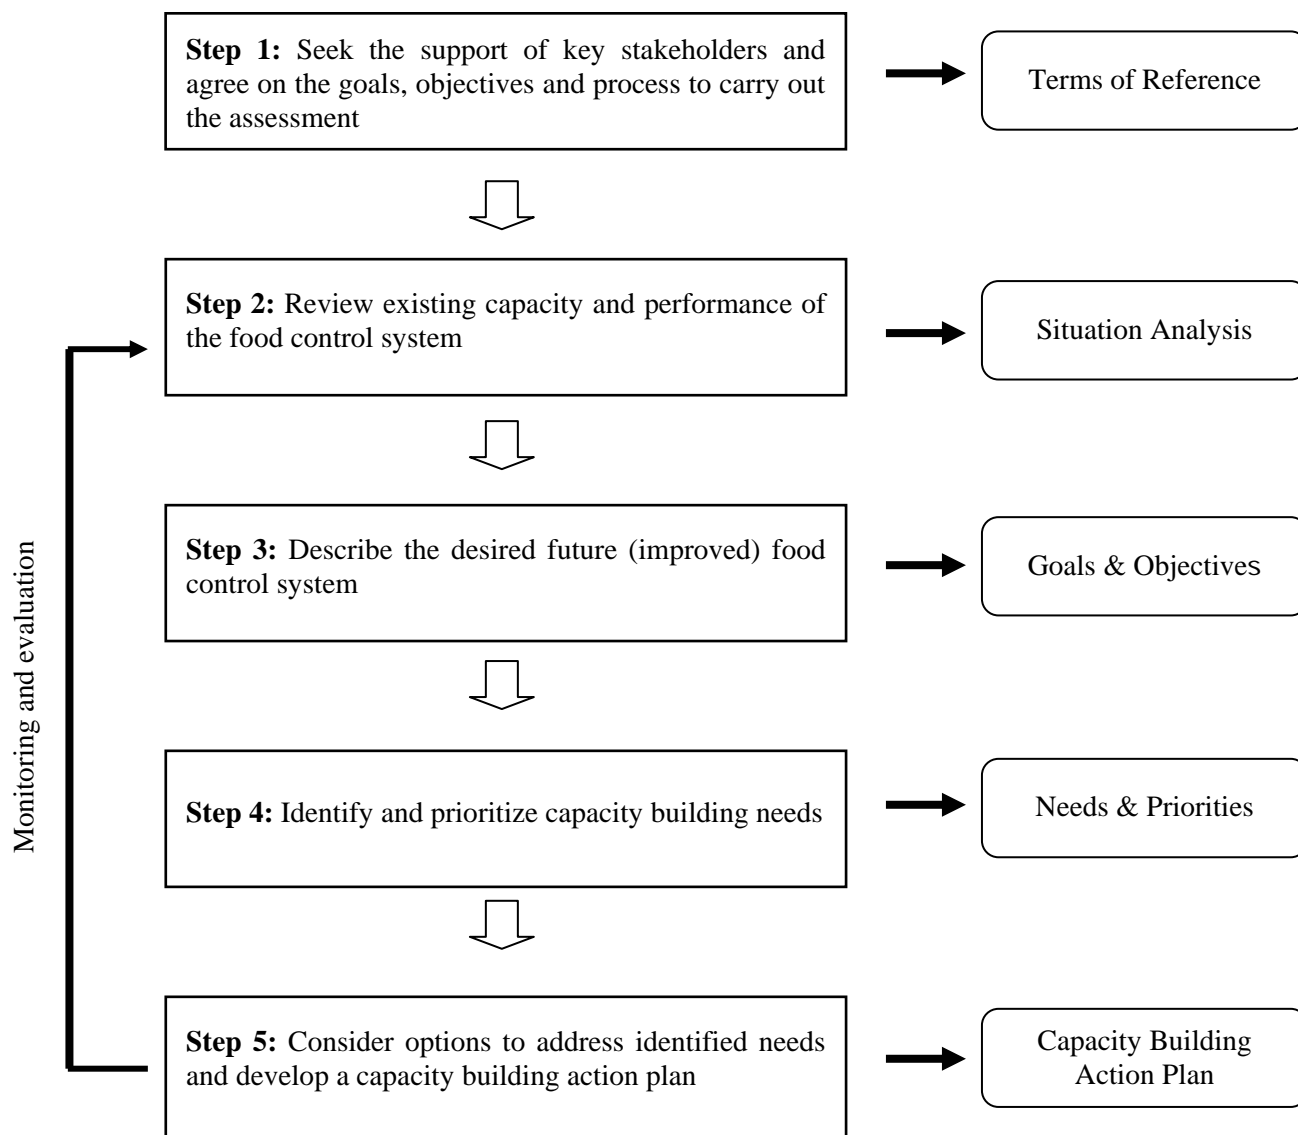 Step 1: Seek the support of key stakeholders and
agree on the goals, objectives and process to carry out
the assessment
Terms of Reference
Step 2: Review existing capacity and performance of
the food control system
Situation Analysis
Step 3: Describe the desired future (improved) food
control system
Goals & Objectives
Monitoring and evaluation
Step 4: Identify and prioritize capacity building needs
Needs & Priorities
Step 5: Consider options to address identified needs
and develop a capacity building action plan
Capacity Building
Action Plan